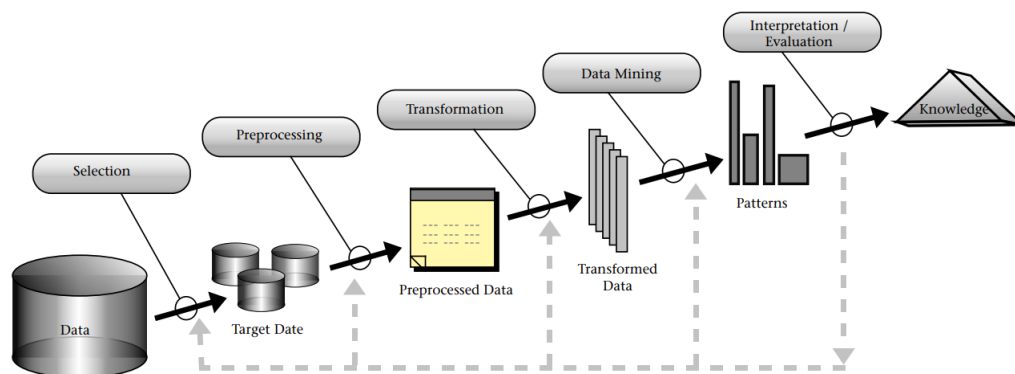 Interpretation /
Evaluation
Data Mining
Transformation
Preprocessing
Selection
Data
Target Date
Preprocessed Data
Transformed
Data
Patterns
Knowledge